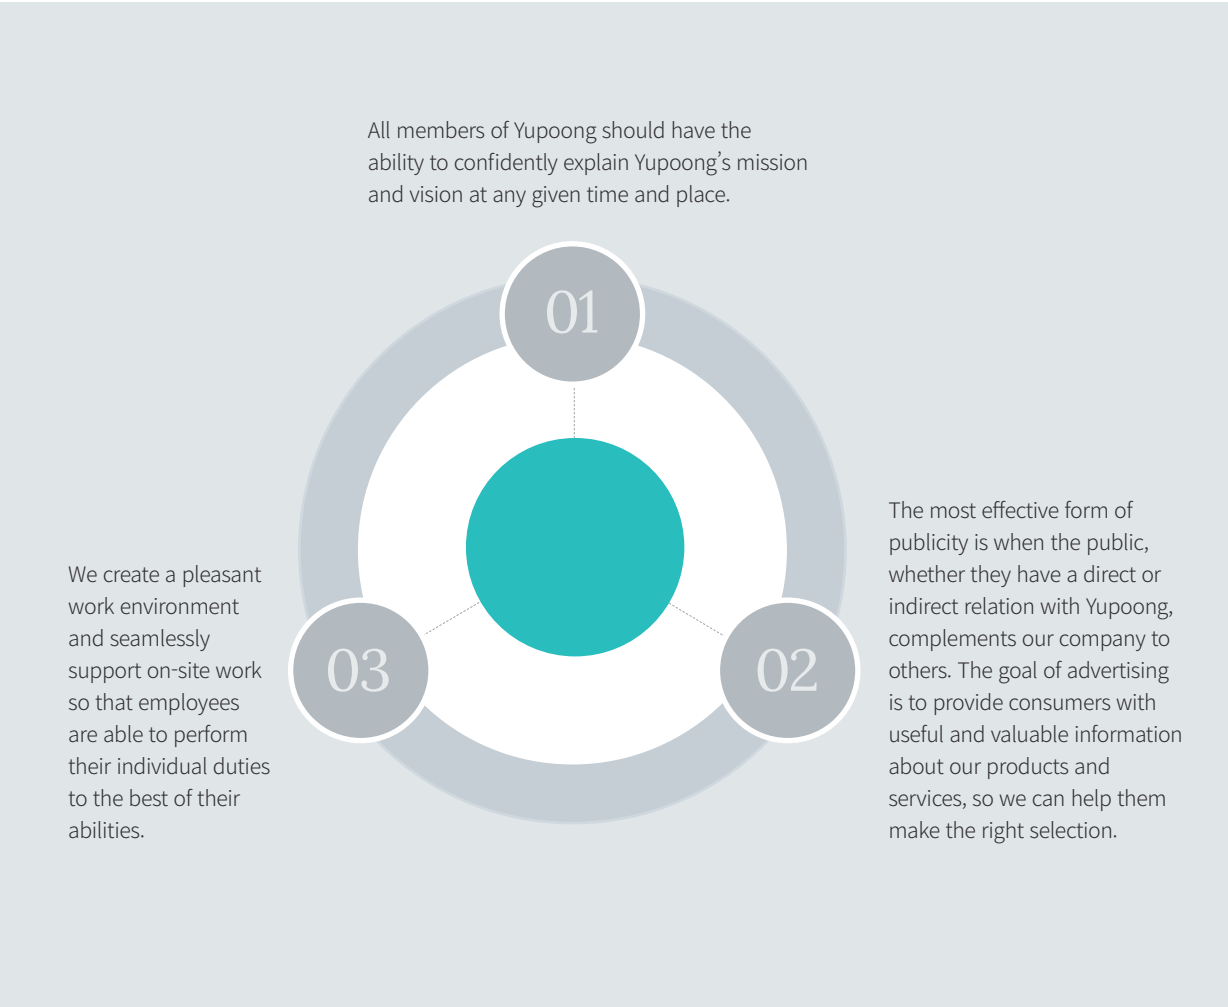 All members of Yupoong should have the
ability to confidently explain Yupoong’s mission
and vision at any given time and place.
01
The most effective form of
publicity is when the public,
whether they have a direct or
indirect relation with Yupoong,
complements our company to
others. The goal of advertising
is to provide consumers with
useful and valuable information
about our products and
services, so we can help them
make the right selection.
02
We create a pleasant
work environment
and seamlessly
support on-site work
so that employees
are able to perform
their individual duties
to the best of their
abilities.
03